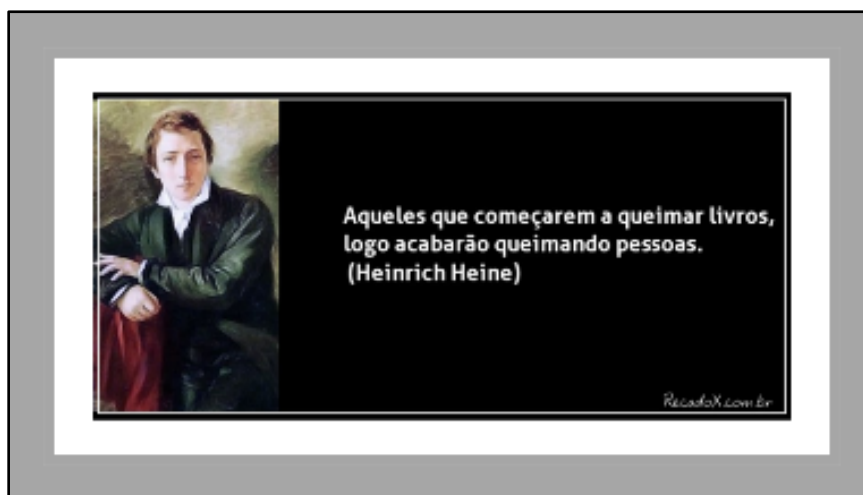 Aqueles que começarem a queimar livros,
logo acabarão queimando pessoas.
(Heinrich Heine)
RecadoX.com.br